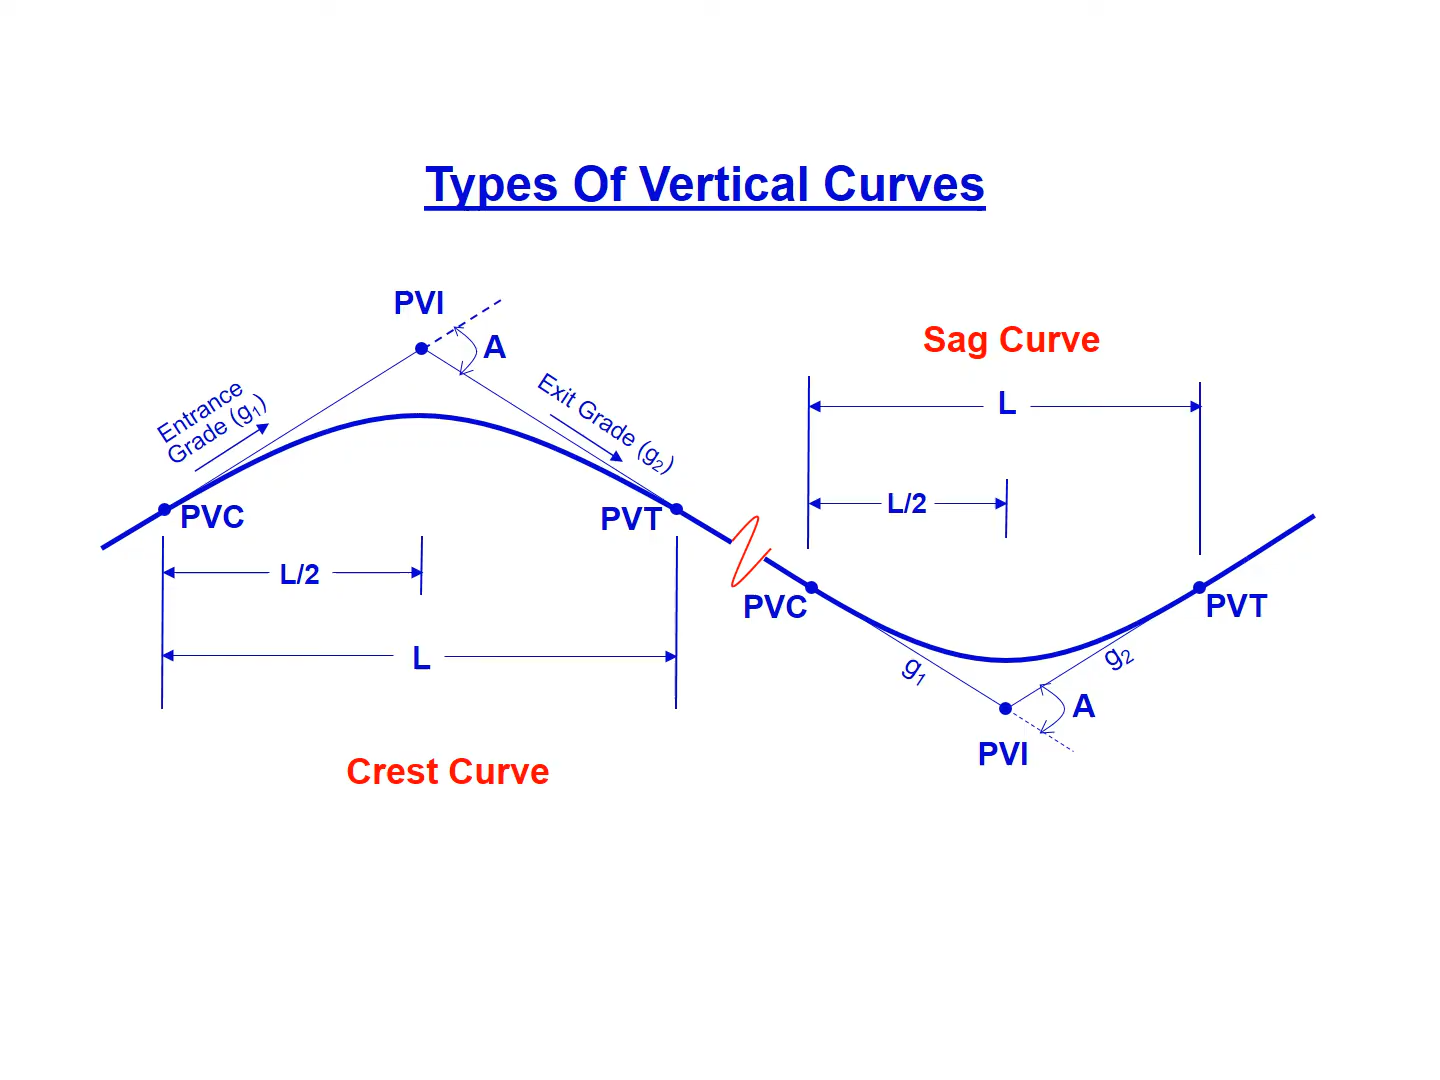 Types Of Vertical Curves
PVI
A
Entrance
Grade (g1)
Exit Grade (g2)
PVC
PVT
L/2
L
Crest Curve
Sag Curve
L
L/2
PVC
PVT
g1
g2
A
PVI